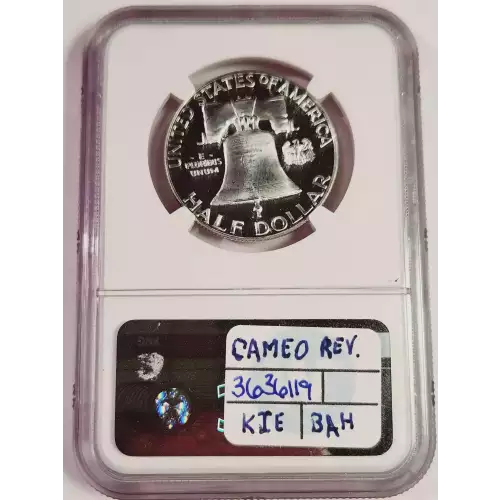 UNITED STATES OF AMERICA
E
PLURIBUS
UNUM
HALF DOLLAR
CAMEO REV.
3636119
KIE BAH